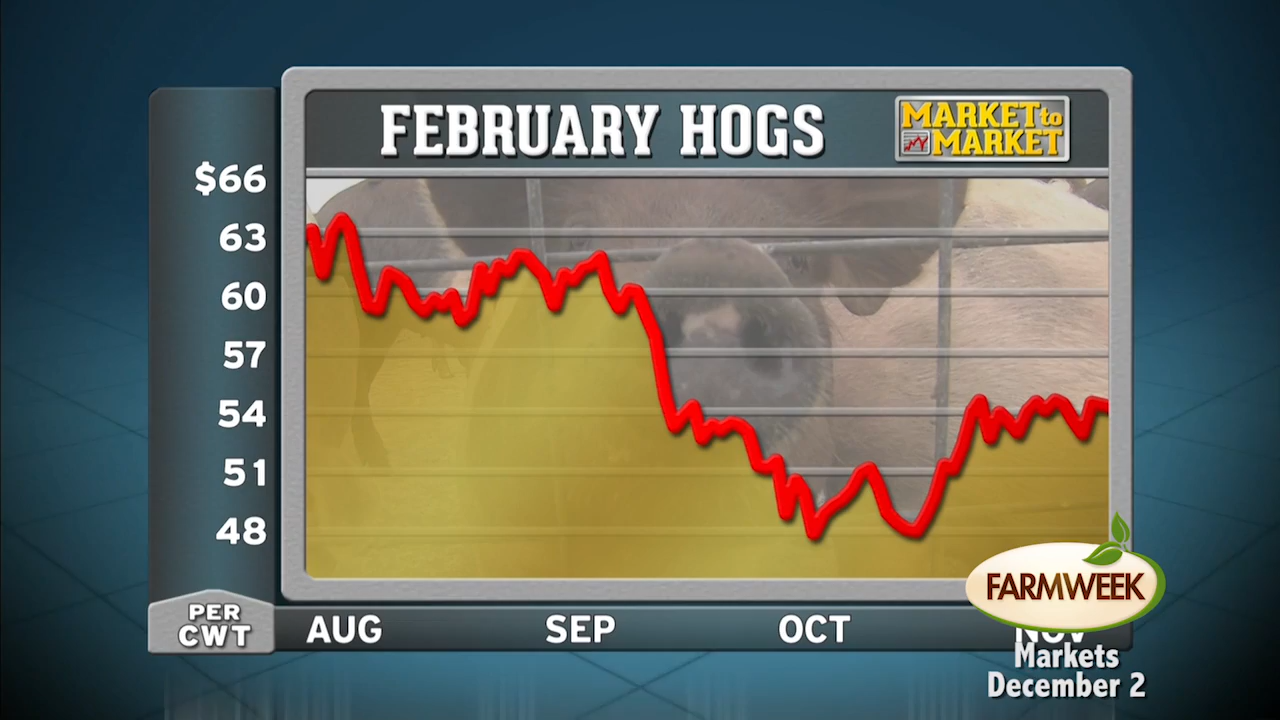 FEBRUARY HOGS
MARKET to
MARKET
$66
63
60
57
54
51
48
PER
CWT
AUG
SEP
OCT
NOV
FARMWEEK
Markets
December 2